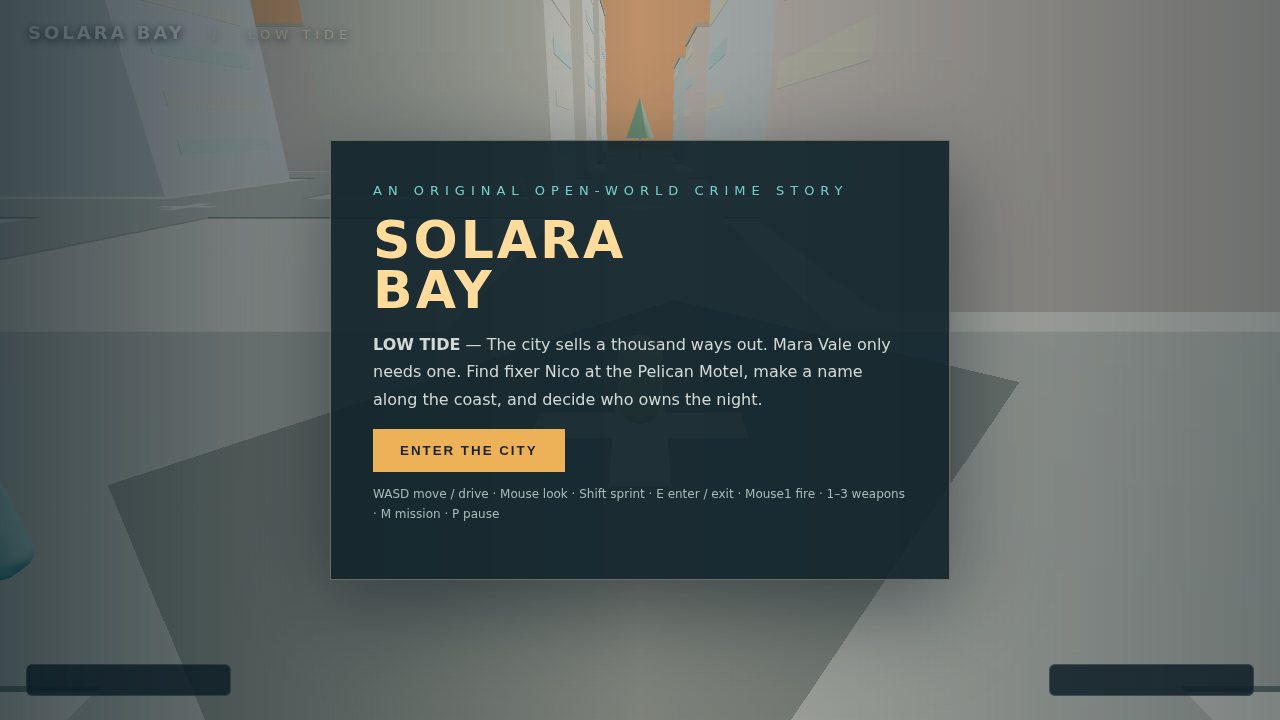 SOLARA BAY / LOW TIDE
AN ORIGINAL OPEN-WORLD CRIME STORY
SOLARA
BAY
LOW TIDE — The city sells a thousand ways out. Mara Vale only
needs one. Find fixer Nico at the Pelican Motel, make a name
along the coast, and decide who owns the night.
ENTER THE CITY
WASD move / drive · Mouse look · Shift sprint · E enter / exit · Mouse1 fire · 1–3 weapons
· M mission · P pause